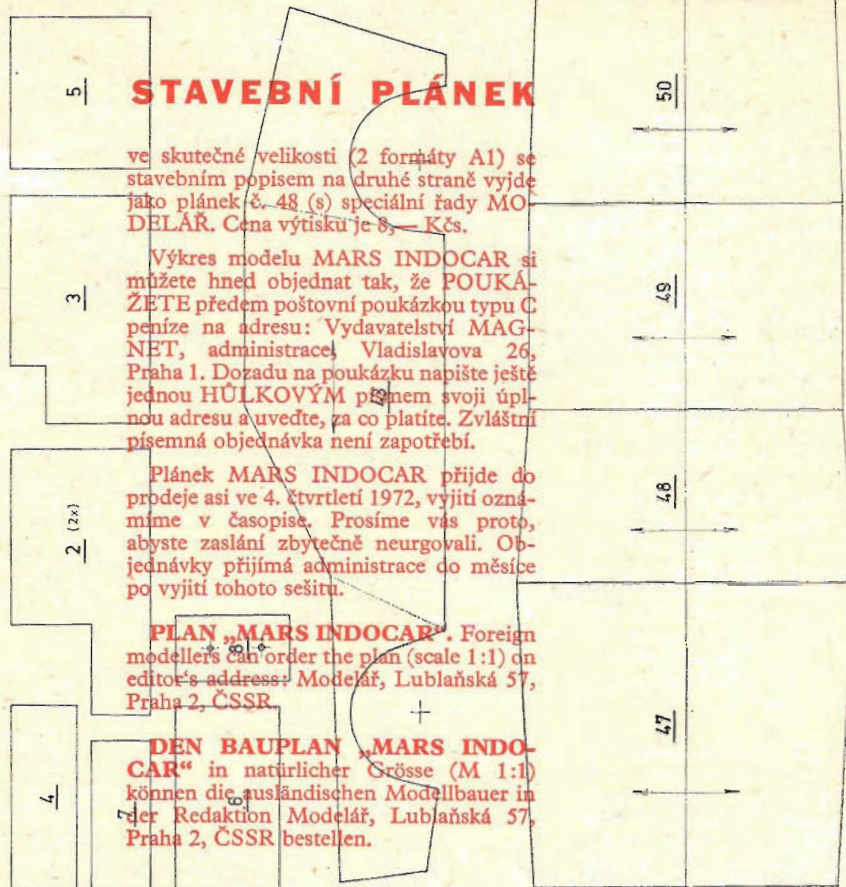 STAVEBNÍ PLÁNEK
ve skutečné velikosti (2 formáty A1) se
stavebním popisem na druhé straně vyjde
jako plánek č. 48 (s) speciální řady MO-
DELÁŘ. Cena výtisku je 8,— Kčs.
Výkres modelu MARS INDOCAR si
můžete hned objednat tak, že POUKÁ-
ŽETE předem poštovní poukázkou typu C
peníze na adresu: Vydavatelství MAG-
NET, administrace, Vladislavova 26,
Praha 1. Dozadu na poukázku napište ještě
jednou HŮLKOVÝM písmem svoji úpl-
nou adresu a uveďte, za co platíte. Zvláštní
písemná objednávka není zapotřebí.
Plánek MARS INDOCAR přijde do
prodeje asi ve 4. čtvrtletí 1972, vyjití ozná-
míme v časopise. Prosíme vás proto,
abyste zaslání zbytečně neurgovali. Ob-
jednávky přijímá administrace do měsíce
po vyjití tohoto sešitu.
PLAN „MARS INDOCAR“. Foreign
modellers can order the plan (scale 1:1) on
editor's address: Modelář, Lublaňská 57,
Praha 2, ČSSR.
DEN BAUPLAN „MARS INDO-
CAR“ in natürlicher Grösse (M 1:1)
können die ausländischen Modellbauer in
der Redaktion Modelář, Lublaňská 57,
Praha 2, ČSSR bestellen.
5
3
2 (2x)
4
7
8
6
50
49
48
47